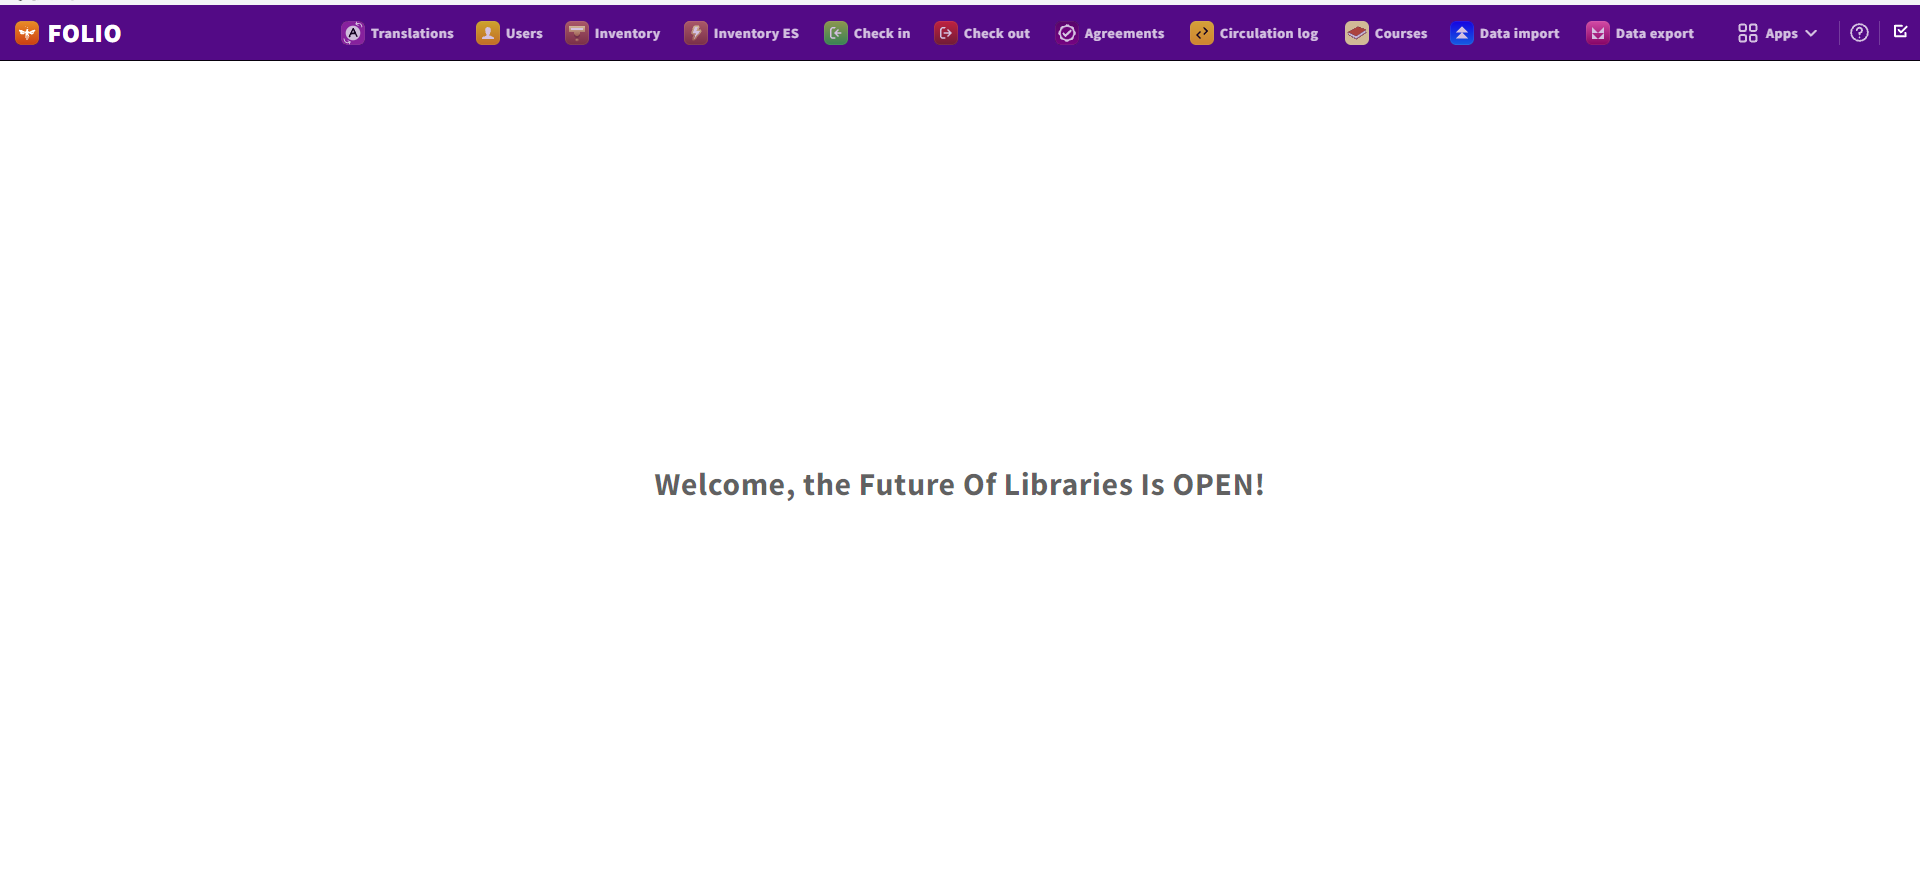 FOLIO Translations Users Inventory Inventory ES Check in Check out Agreements Circulation log Courses Data import Data export Apps
Welcome, the Future Of Libraries Is OPEN!